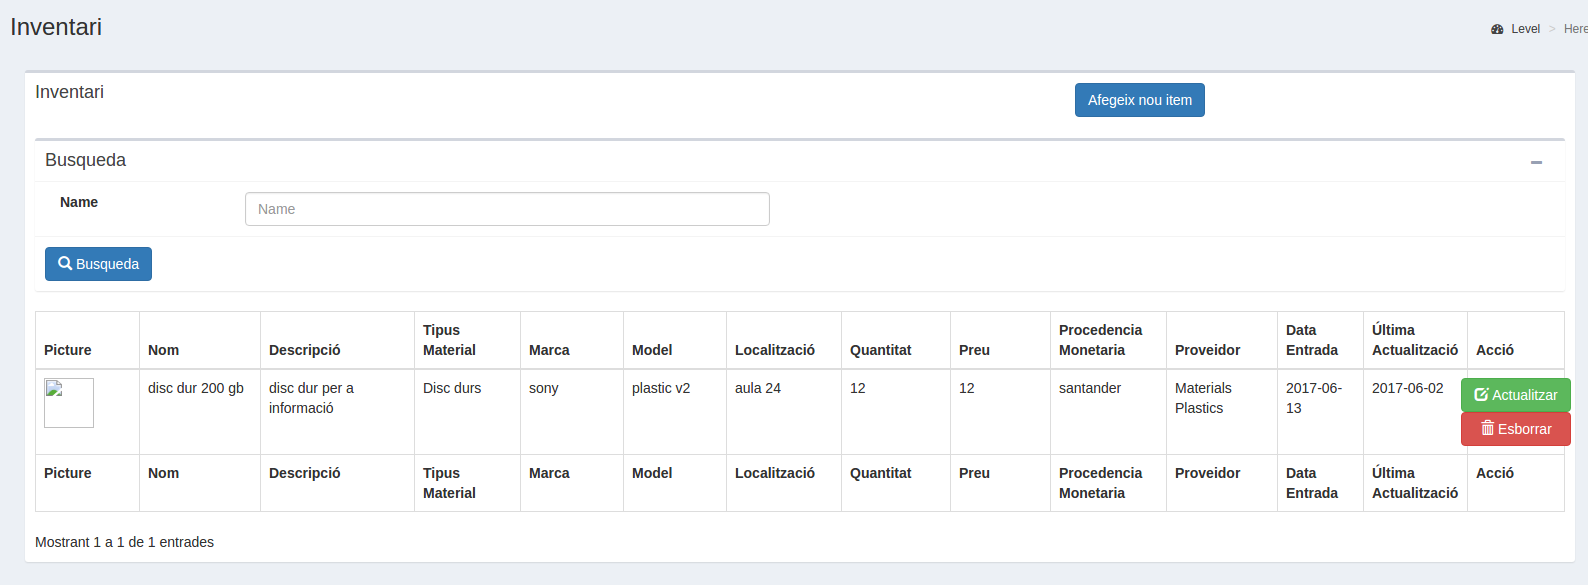 Inventari
Level > Here
Inventari
Afegeix nou item
Busqueda
Name
Name
Busqueda
Picture Nom Descripció Tipus Material Marca Model Localització Quantitat Preu Procedencia Monetaria Proveidor Data Entrada Última Actualització Acció
disc dur 200 gb disc dur per a informació Disc durs sony plastic v2 aula 24 12 12 santander Materials Plastics 2017-06-13 2017-06-02 Actualitzar
Esborrar
Picture Nom Descripció Tipus Material Marca Model Localització Quantitat Preu Procedencia Monetaria Proveidor Data Entrada Última Actualització Acció
Mostrant 1 a 1 de 1 entrades